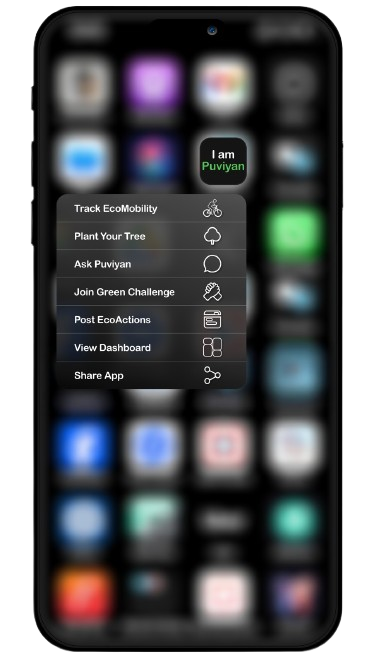 I am
Puviyan
Track EcoMobility
Plant Your Tree
Ask Puviyan
Join Green Challenge
Post EcoActions
View Dashboard
Share App